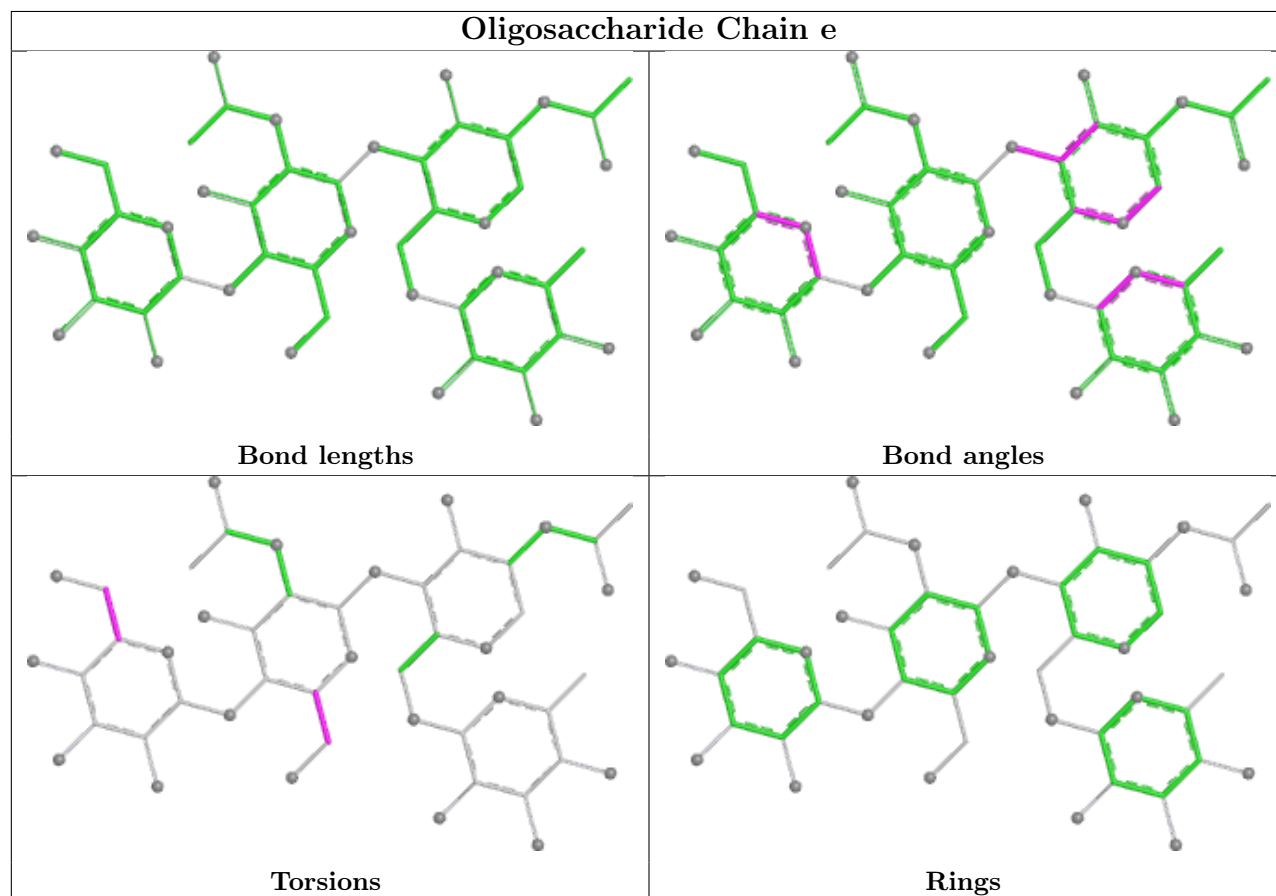 Oligosaccharide Chain e
Bond lengths
Bond angles
Torsions
Rings